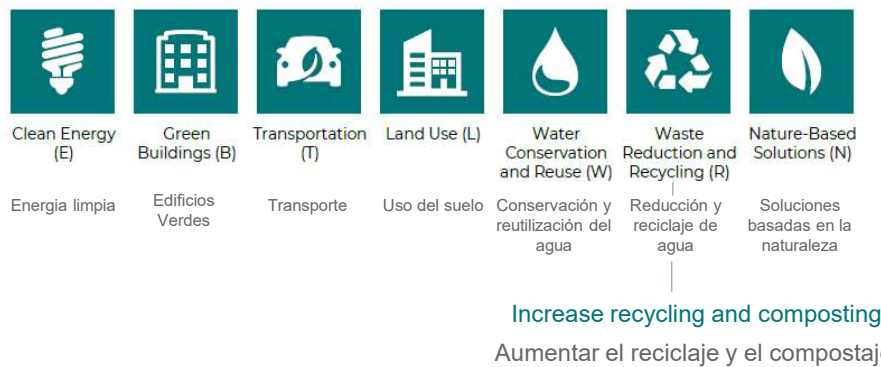 Clean Energy
(E)
Green
Buildings (B)
Transportation
(T)
Land Use (L)
Water
Conservation
and Reuse (W)
Waste
Reduction and
Recycling (R)
Nature-Based
Solutions (N)
Energia limpia
Edificios
Verdes
Transporte
Uso del suelo
Conservación y
reutilización del
agua
Reducción y
reciclaje de
agua
Soluciones
basadas en la
naturaleza
Increase recycling and composting
Aumentar el reciclaje y el compostaj